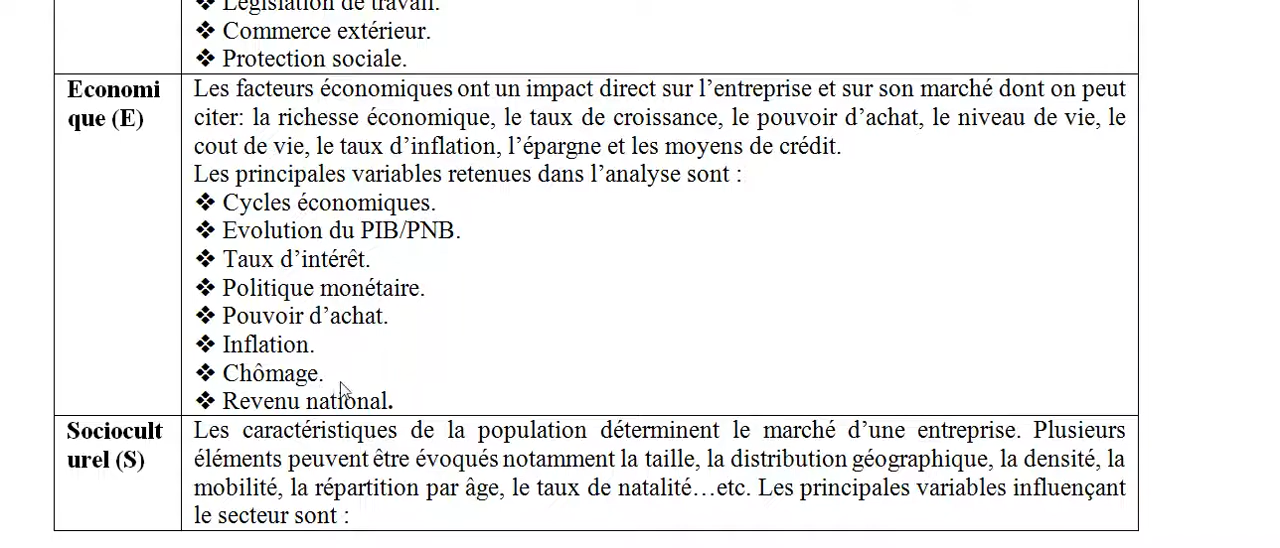 ❖ Législation de travail.
❖ Commerce extérieur.
❖ Protection sociale.
Economi
que (E)
Les facteurs économiques ont un impact direct sur l’entreprise et sur son marché dont on peut
citer: la richesse économique, le taux de croissance, le pouvoir d’achat, le niveau de vie, le
cout de vie, le taux d’inflation, l’épargne et les moyens de crédit.
Les principales variables retenues dans l’analyse sont :
❖ Cycles économiques.
❖ Evolution du PIB/PNB.
❖ Taux d’intérêt.
❖ Politique monétaire.
❖ Pouvoir d’achat.
❖ Inflation.
❖ Chômage.
❖ Revenu national.
Sociocult
urel (S)
Les caractéristiques de la population déterminent le marché d’une entreprise. Plusieurs
éléments peuvent être évoqués notamment la taille, la distribution géographique, la densité, la
mobilité, la répartition par âge, le taux de natalité…etc. Les principales variables influençant
le secteur sont :